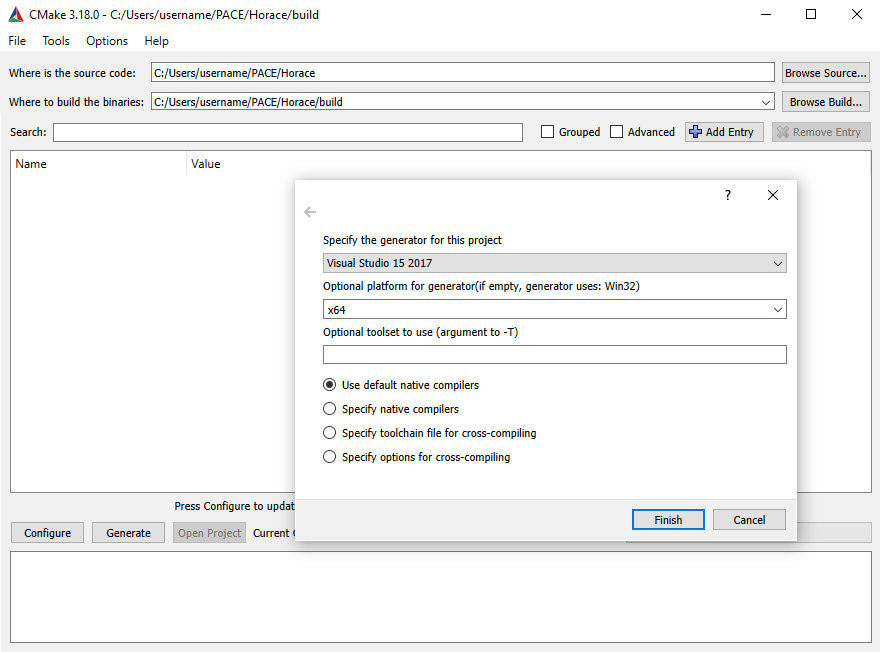 CMake 3.18.0 - C:/Users/username/PACE/Horace/build
File Tools Options Help
Where is the source code: C:/Users/username/PACE/Horace Browse Source...
Where to build the binaries: C:/Users/username/PACE/Horace/build Browse Build...
Search: Grouped Advanced Add Entry Remove Entry
Name Value
?
Specify the generator for this project
Visual Studio 15 2017
Optional platform for generator(if empty, generator uses: Win32)
x64
Optional toolset to use (argument to -T)
Use default native compilers
Specify native compilers
Specify toolchain file for cross-compiling
Specify options for cross-compiling
Finish Cancel
Press Configure to updat
Configure Generate Open Project Current